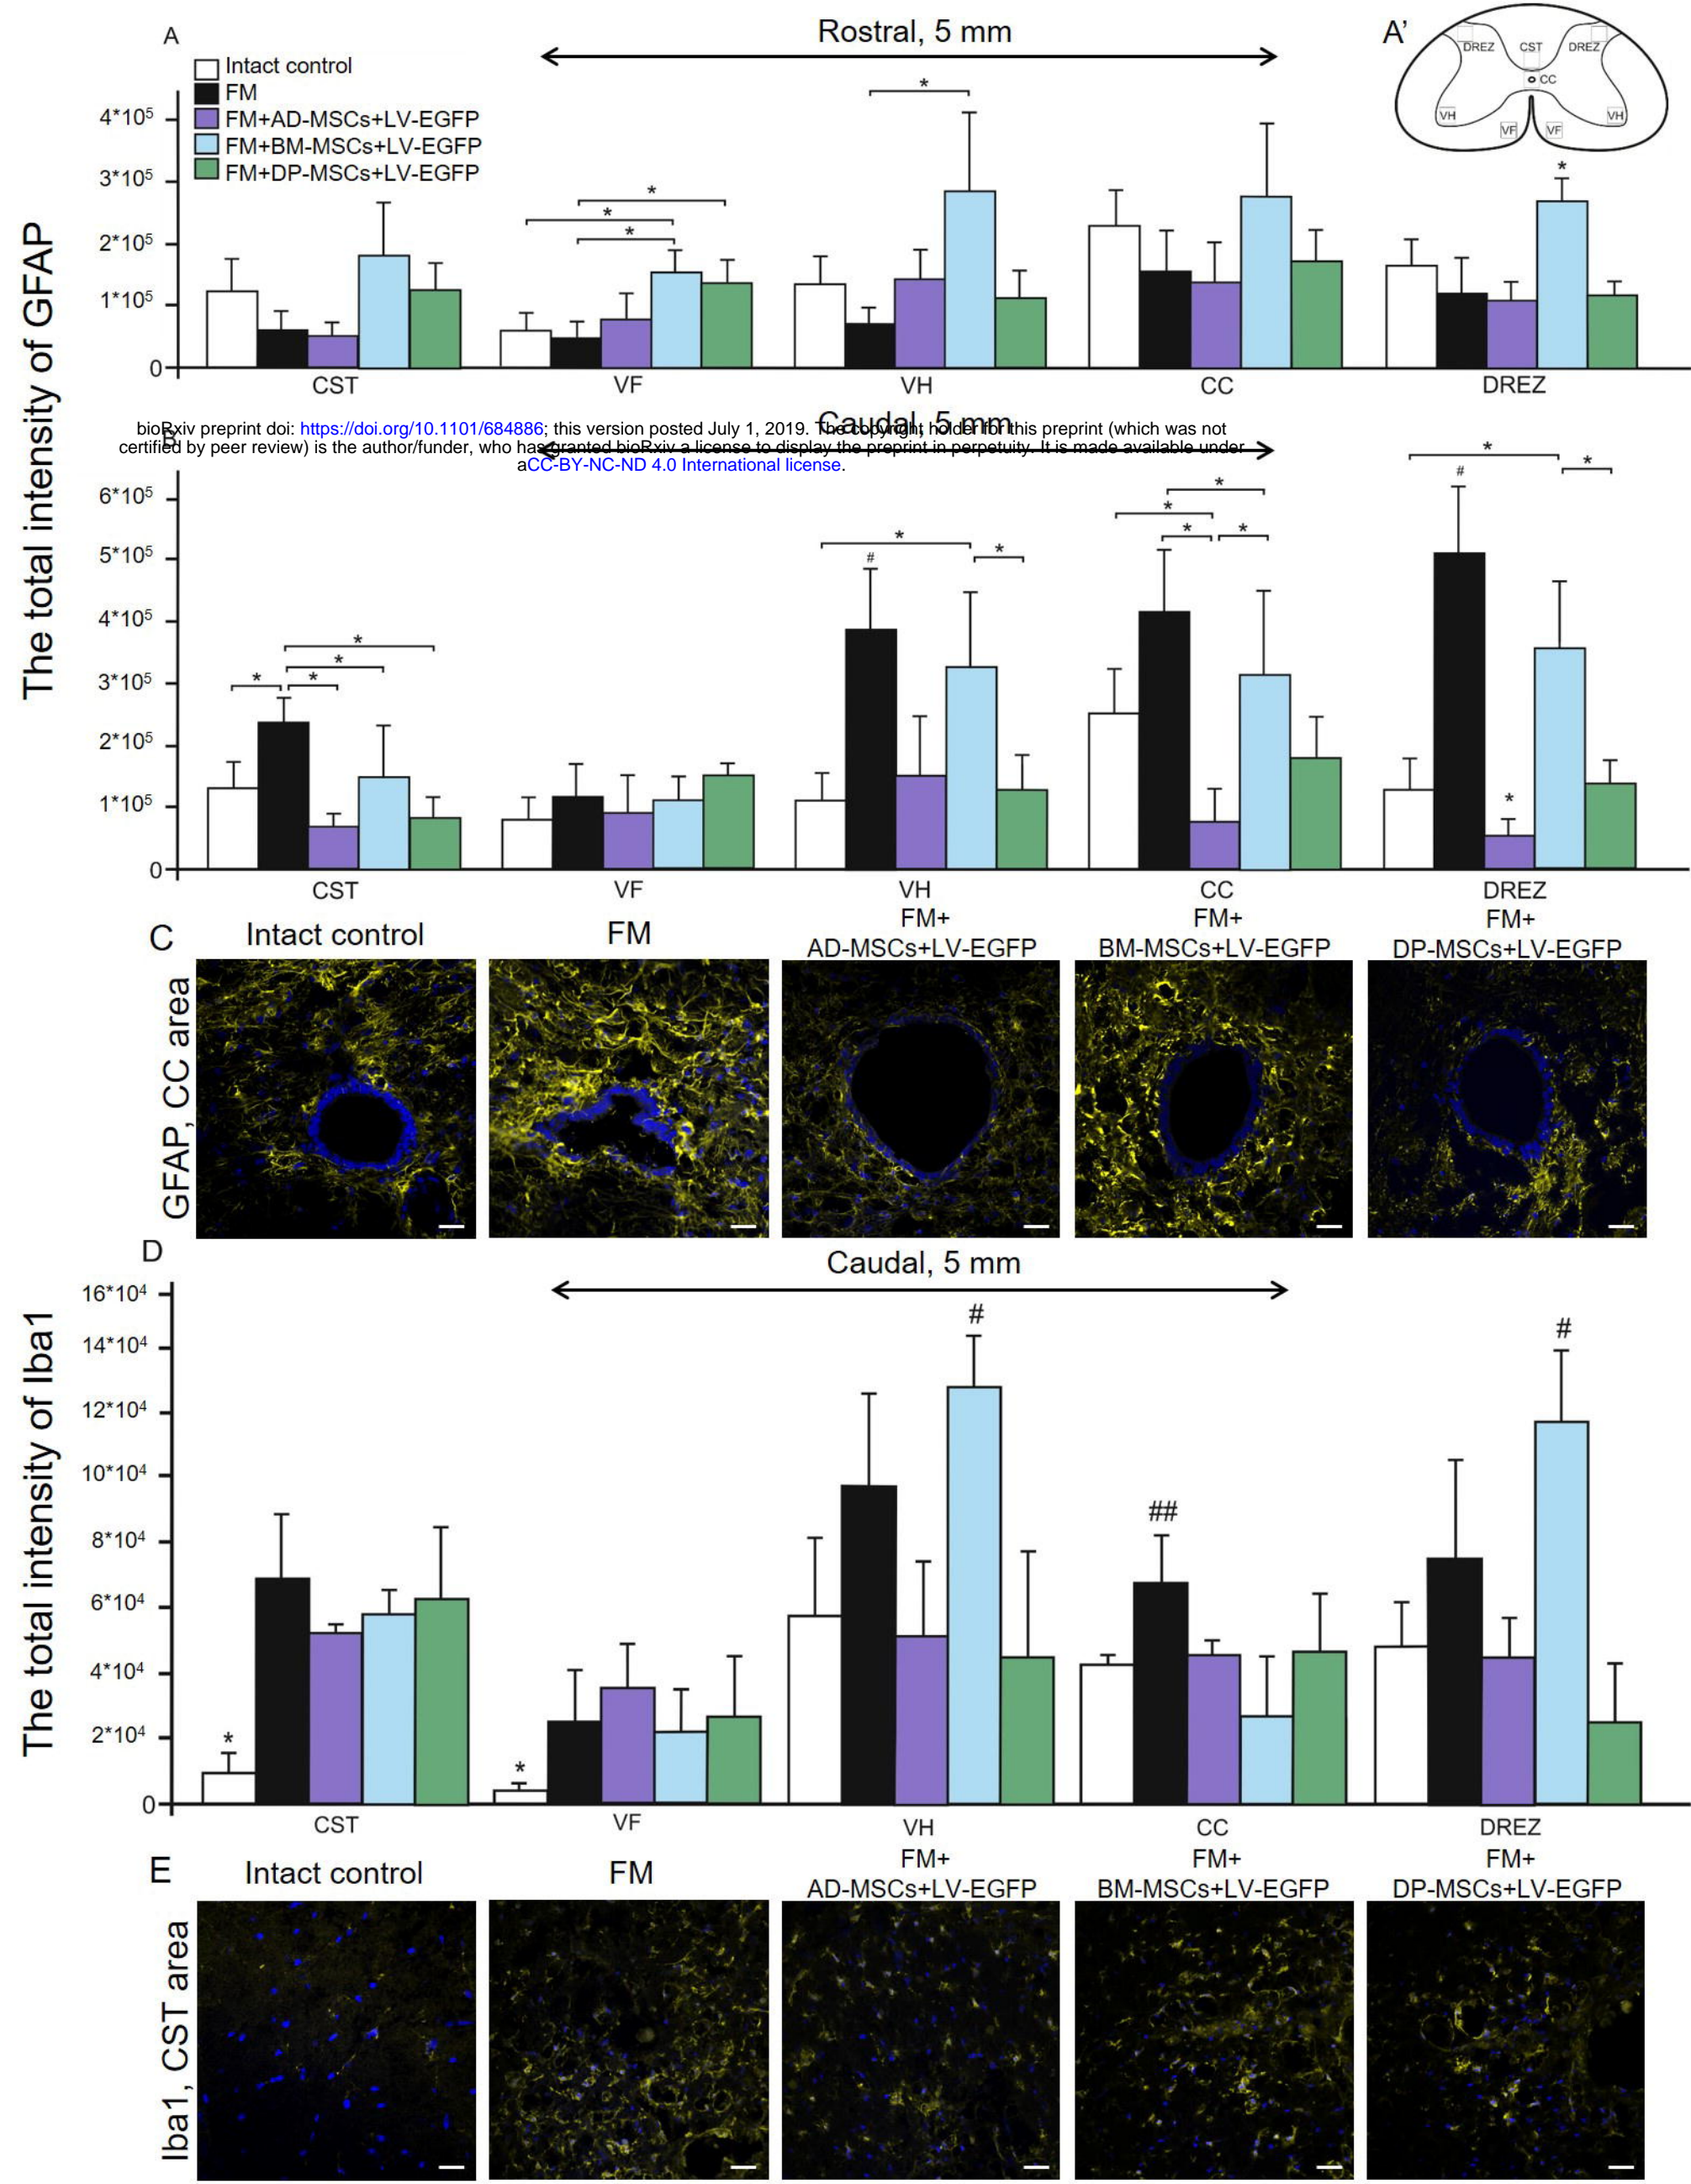 A
Rostral, 5 mm
A'
Intact control
FM
FM+AD-MSCs+LV-EGFP
FM+BM-MSCs+LV-EGFP
FM+DP-MSCs+LV-EGFP
DREZ CST DREZ
CC
VH VH
VF VF
The total intensity of GFAP
4*10⁵
3*10⁵
2*10⁵
1*10⁵
0
*
* * *
*
*
CST VF VH CC DREZ
bioRxiv preprint doi: https://doi.org/10.1101/684886; this version posted July 1, 2019. The copyright holder for this preprint (which was not
certified by peer review) is the author/funder, who has granted bioRxiv a license to display the preprint in perpetuity. It is made available under
aCC-BY-NC-ND 4.0 International license.
B
Caudal, 5 mm
6*10⁵
5*10⁵
4*10⁵
3*10⁵
2*10⁵
1*10⁵
0
* * * *
* # *
* * * *
* # * *
CST VF VH CC DREZ
C
Intact control
FM
FM+
AD-MSCs+LV-EGFP
FM+
BM-MSCs+LV-EGFP
FM+
DP-MSCs+LV-EGFP
GFAP, CC area
D
Caudal, 5 mm
The total intensity of Iba1
16*10⁴
14*10⁴
12*10⁴
10*10⁴
8*10⁴
6*10⁴
4*10⁴
2*10⁴
0
* * # ## #
CST VF VH CC DREZ
E
Intact control
FM
FM+
AD-MSCs+LV-EGFP
FM+
BM-MSCs+LV-EGFP
FM+
DP-MSCs+LV-EGFP
Iba1, CST area